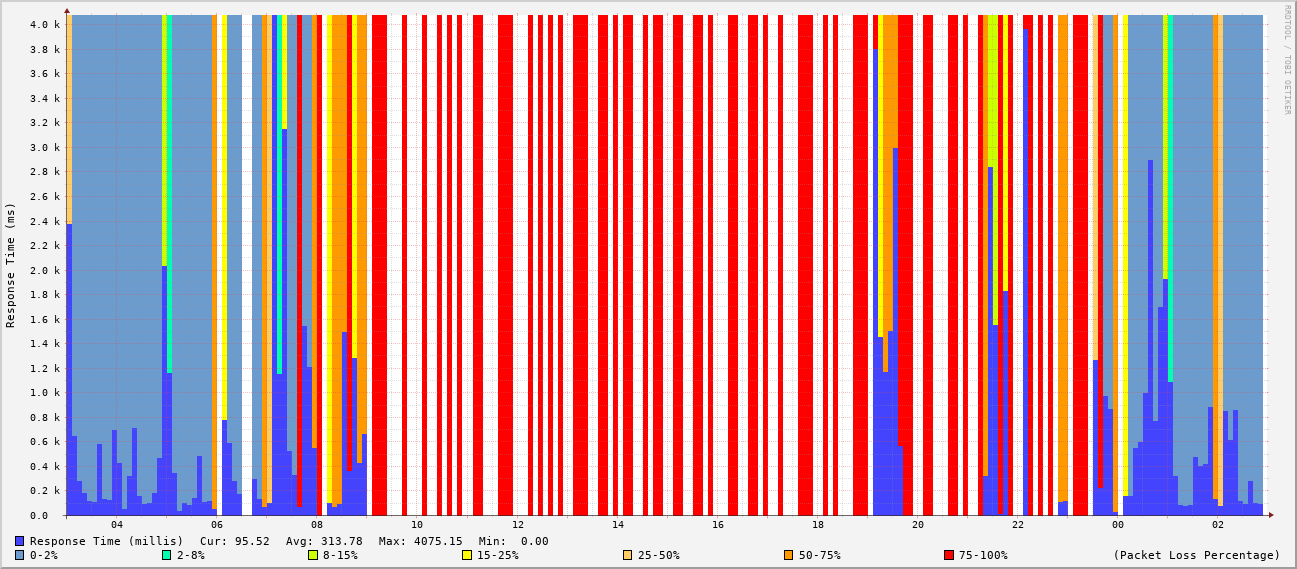 RRDTOOL / TOBI OETIKER
Response Time (ms)
4.0 k
3.8 k
3.6 k
3.4 k
3.2 k
3.0 k
2.8 k
2.6 k
2.4 k
2.2 k
2.0 k
1.8 k
1.6 k
1.4 k
1.2 k
1.0 k
0.8 k
0.6 k
0.4 k
0.2 k
0.0
04 06 08 10 12 14 16 18 20 22 00 02
Response Time (millis) Cur: 95.52 Avg: 313.78 Max: 4075.15 Min: 0.00
0-2% 2-8% 8-15% 15-25% 25-50% 50-75% 75-100% (Packet Loss Percentage)